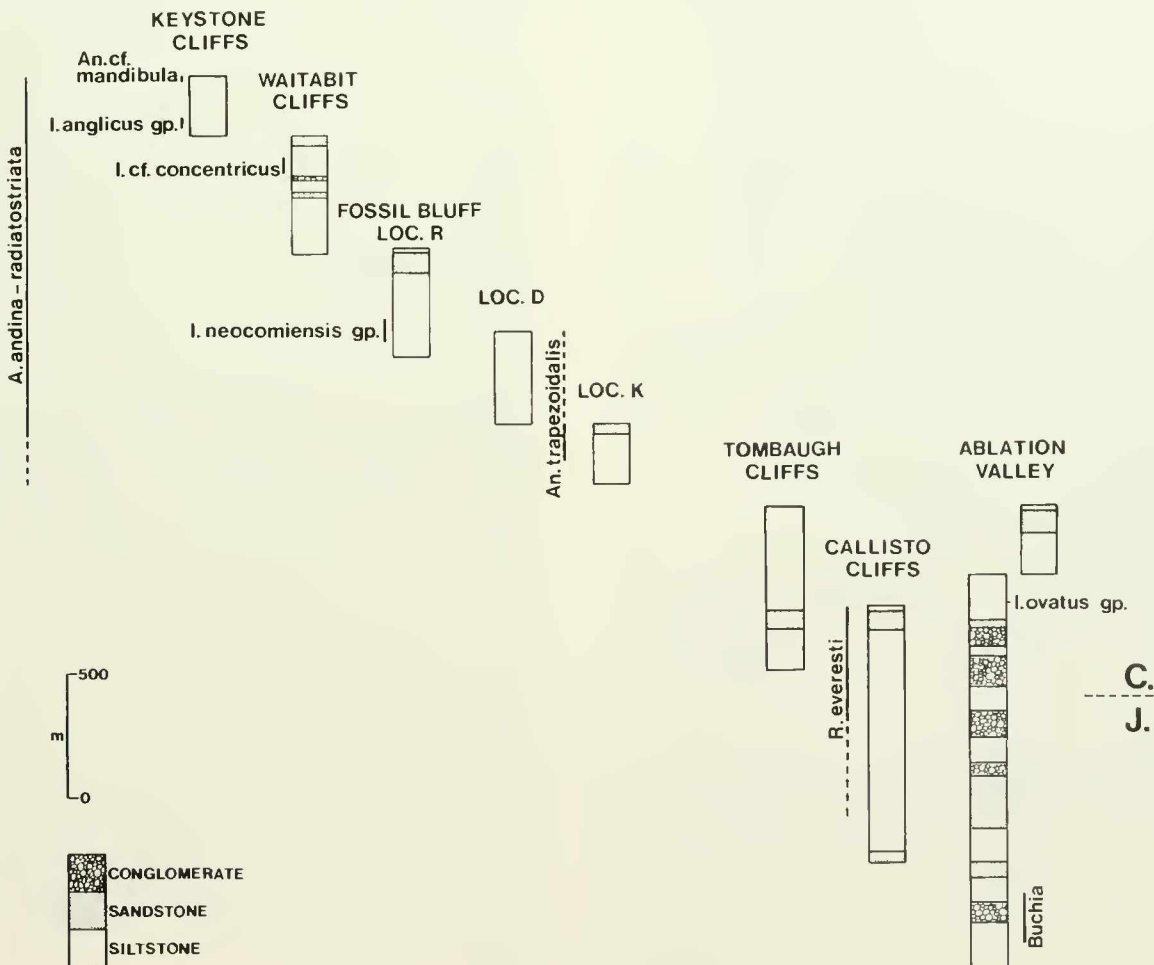 KEYSTONE
CLIFFS
An.cf.
mandibula
I.anglicus gp.
WAITABIT
CLIFFS
I.cf. concentricus
A.andina - radiatostriata
FOSSIL BLUFF
LOC. R
I.neocomiensis gp.
LOC. D
An.trapezoidalis
LOC. K
TOMBAUGH
CLIFFS
ABLATION
VALLEY
CALLISTO
CLIFFS
R.everesti
I.ovatus gp.
C.
J.
500
m
0
CONGLOMERATE
SANDSTONE
SILTSTONE
Buchia